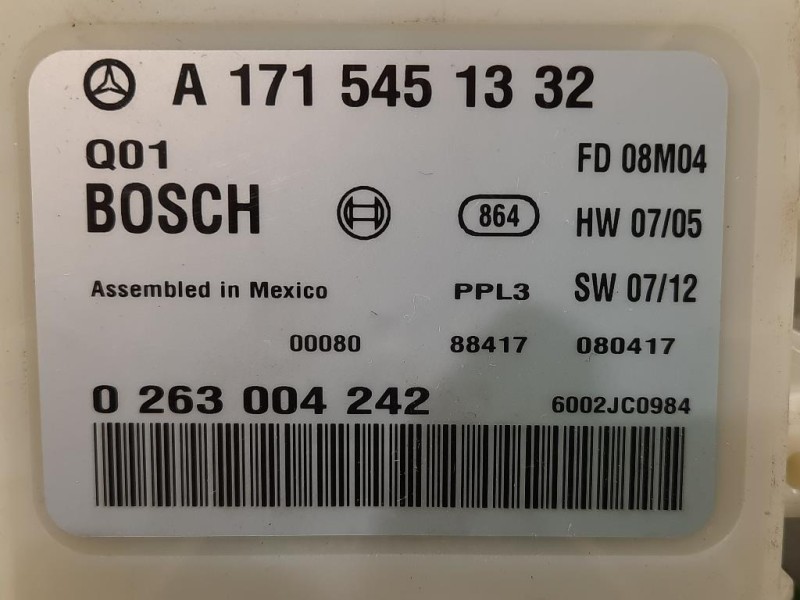 A 171 545 13 32
Q01 FD 08M04
BOSCH 864 HW 07/05
Assembled in Mexico PPL3 SW 07/12
00080 88417 080417
0 263 004 242 6002JC0984